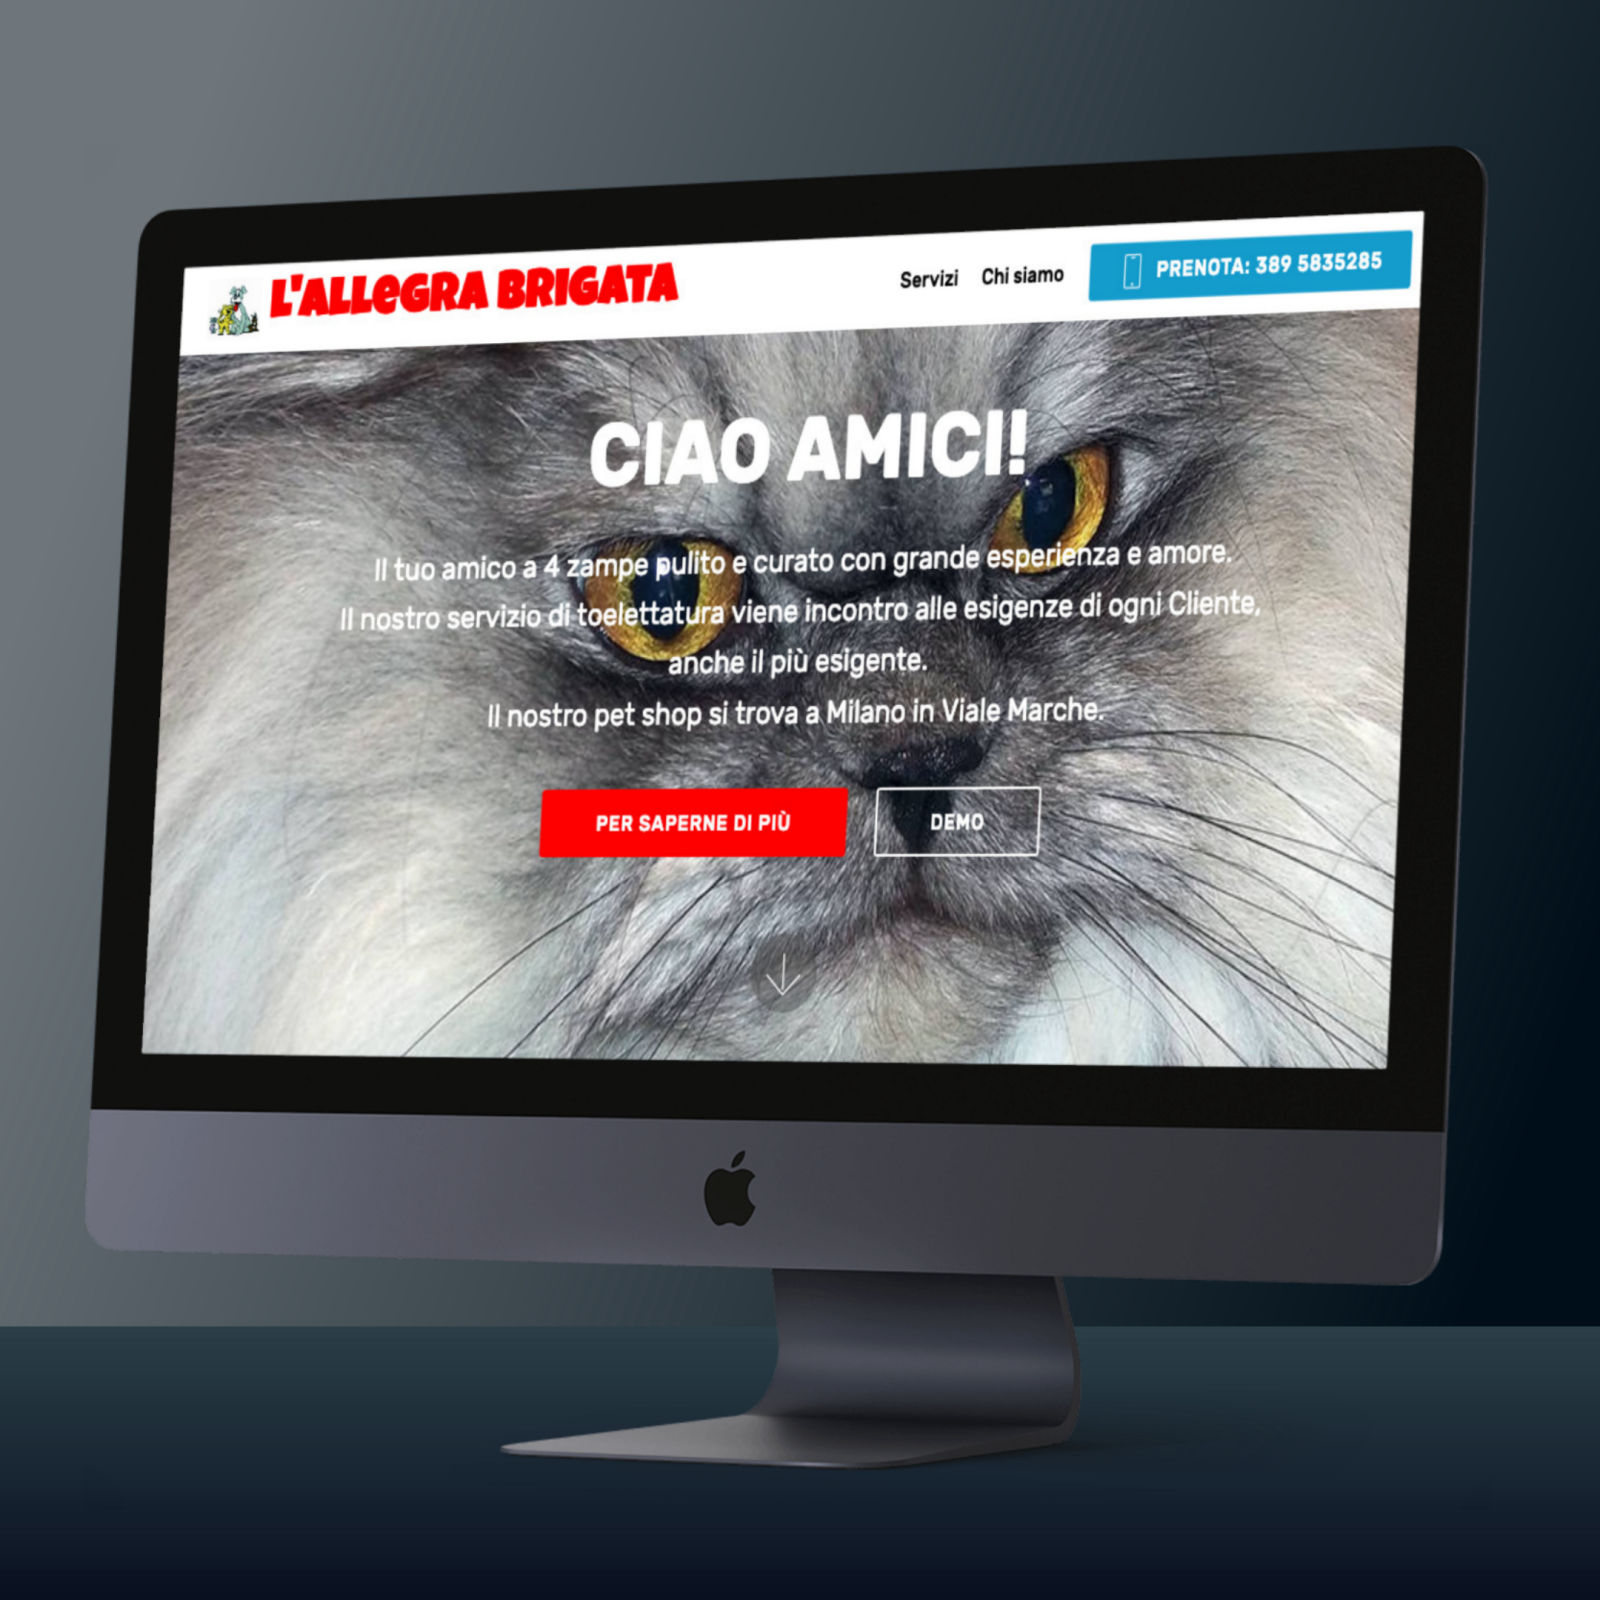 L'ALLEGRA BRIGATA
Servizi
Chi siamo
PRENOTA: 389 5835285
CIAO AMICI!
Il tuo amico a 4 zampe pulito e curato con grande esperienza e amore.
Il nostro servizio di toelettatura viene incontro alle esigenze di ogni Cliente,
anche il più esigente.
Il nostro pet shop si trova a Milano in Viale Marche.
PER SAPERNE DI PIÙ
DEMO